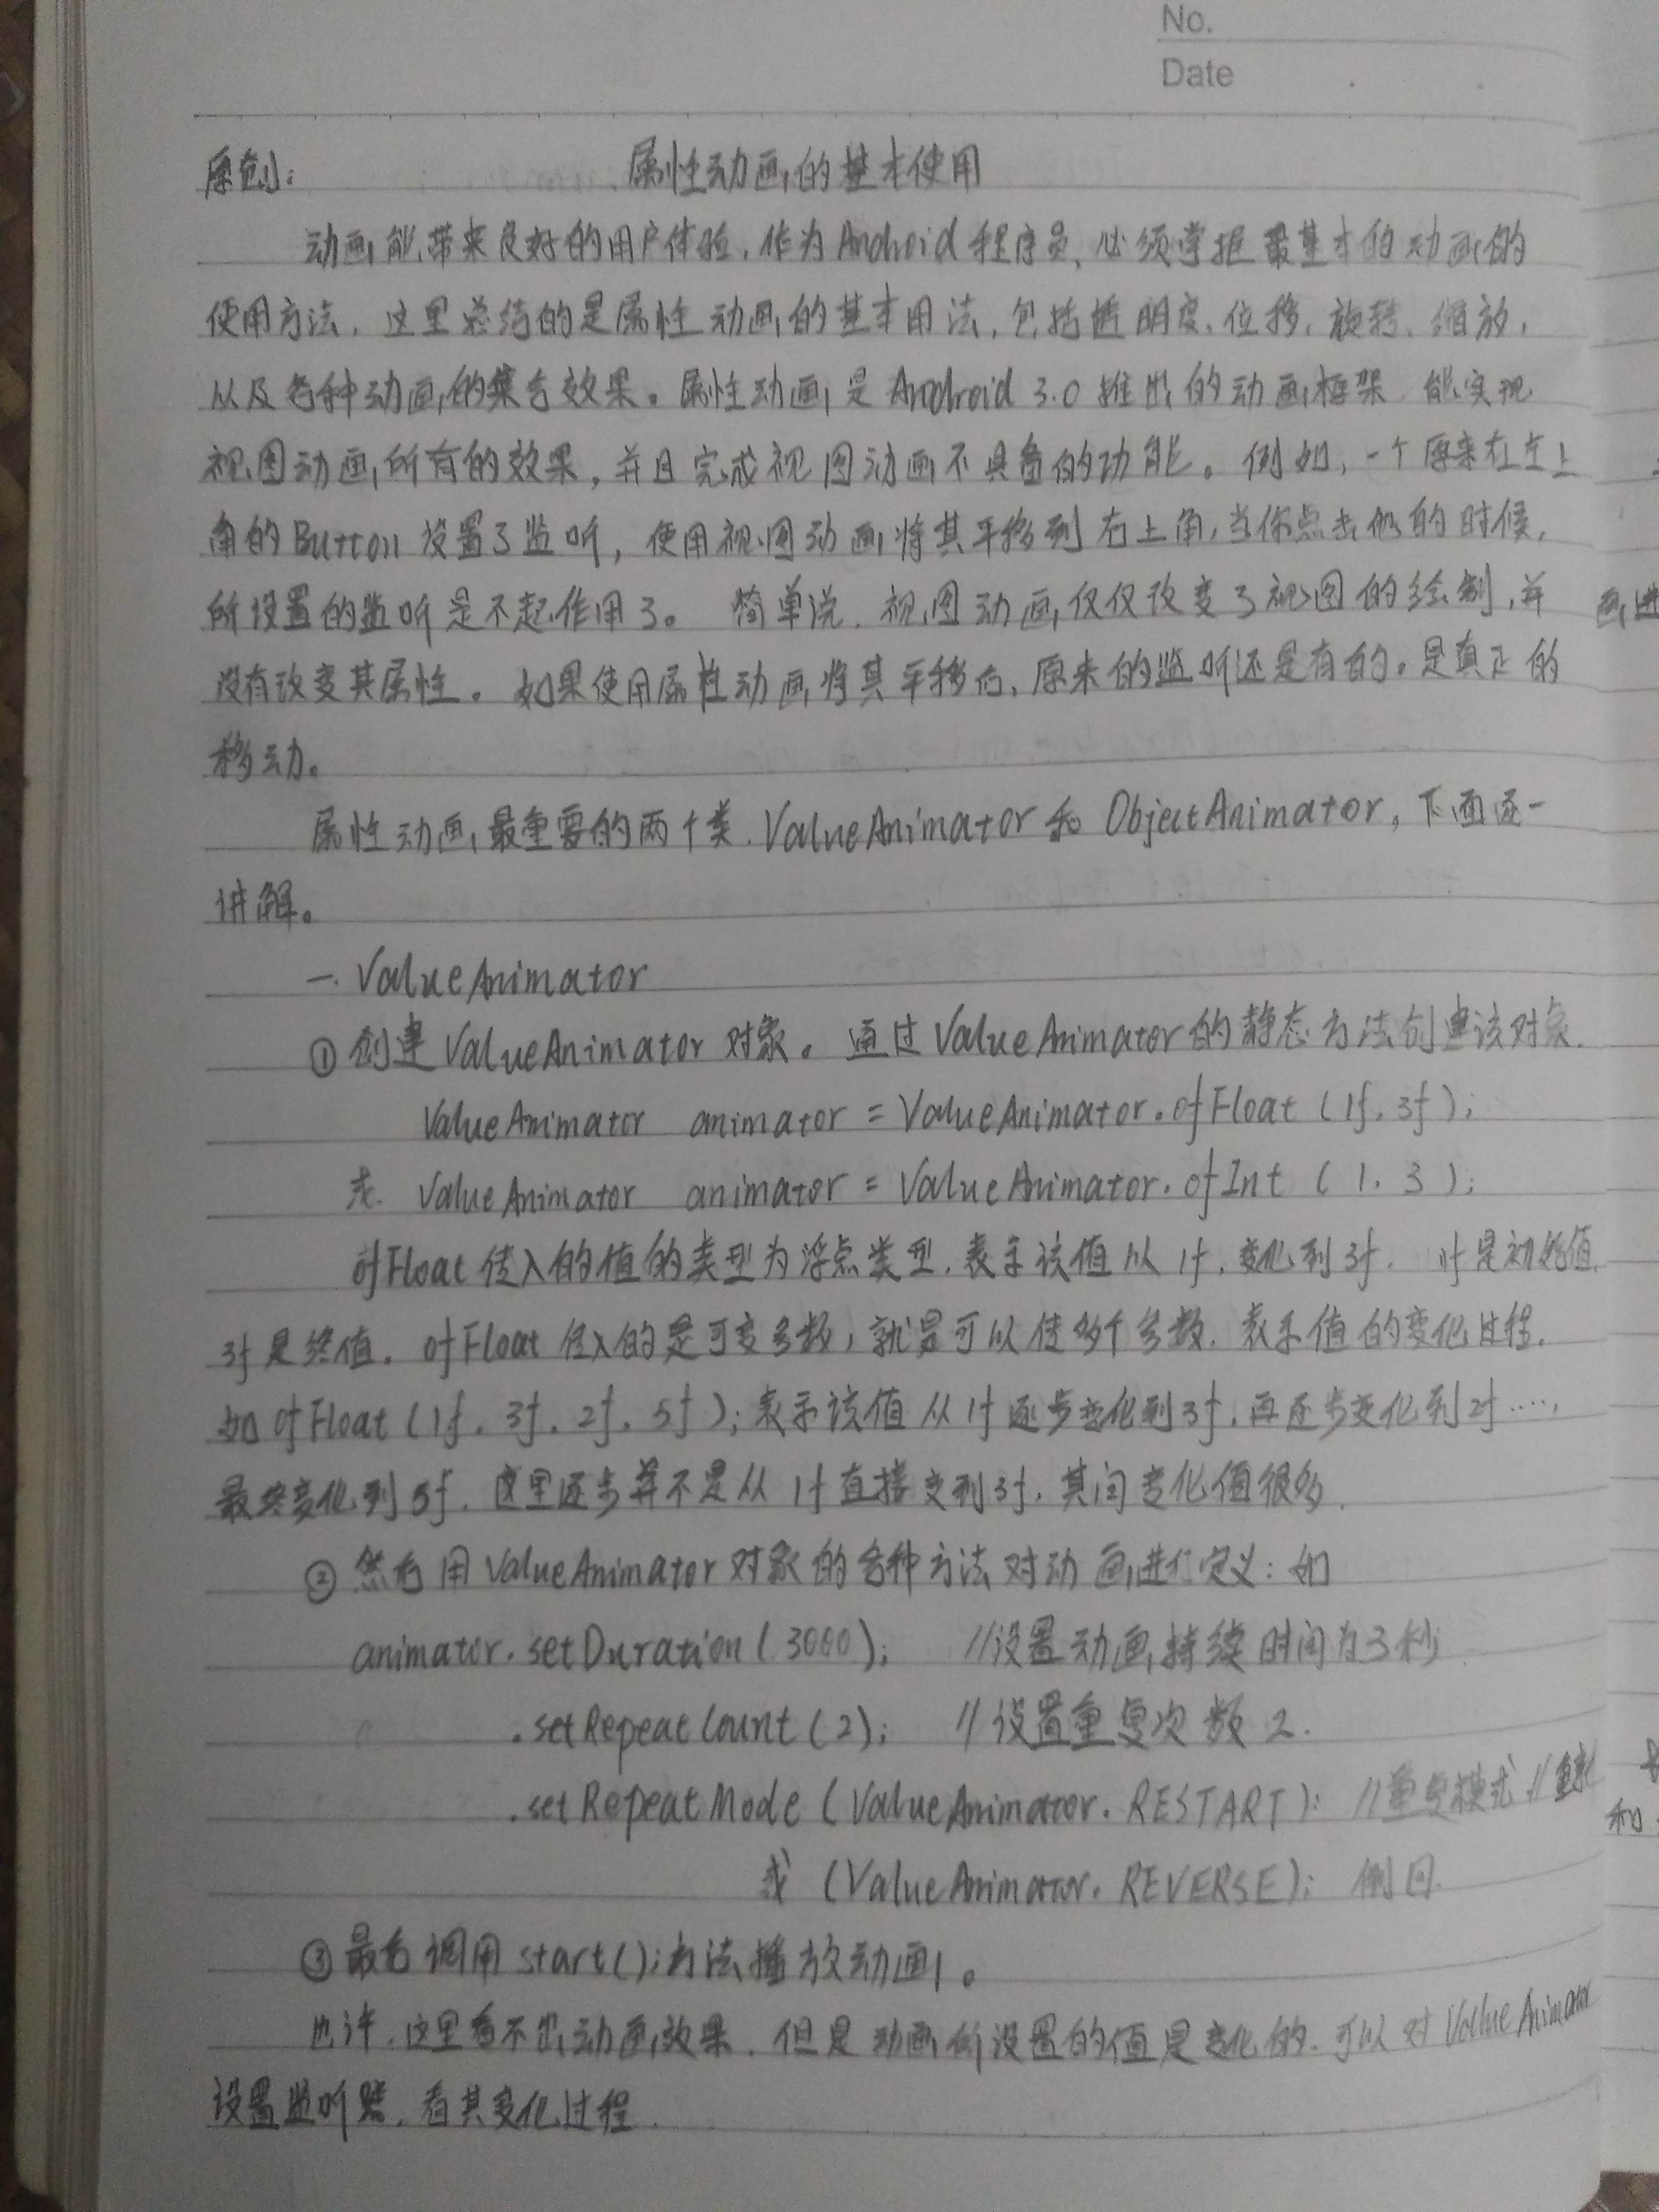 No.
Date
原创: 属性动画的基本使用
动画能带来良好的用户体验,作为Android程序员,必须掌握最基本的动画的
使用方法,这里总结的是属性动画的基本用法,包括透明度、位移、旋转、缩放,
以及各种动画的集合效果。属性动画是Android 3.0推出的动画框架,能实现
视图动画所有的效果,并且完成视图动画不具备的功能。例如,一个原来在左上
角的Button设置了监听,使用视图动画将其平移到右上角,当你点击他的时候,
所设置的监听是不起作用了。简单说,视图动画仅仅改变了视图的绘制,并
没有改变其属性。如果使用属性动画将其平移后,原来的监听还是有的。是真正的
移动。
属性动画最重要的两个类,ValueAnimator和ObjectAnimator,下面逐一
讲解。
一. ValueAnimator
①创建ValueAnimator对象。通过ValueAnimator的静态方法创建该对象.
ValueAnimator animator = ValueAnimator.ofFloat (1f, 3f);
或. ValueAnimator animator = ValueAnimator.ofInt (1, 3);
ofFloat传入的值的类型为浮点类型,表示该值以1f,变化到3f. 1f是初始值,
3f是终值。ofFloat传入的是可变参数,就是可以传多个参数,表示值的变化过程.
如ofFloat(1f, 3f, 2f, 5f);表示该值从1f逐步变化到3f,再逐步变化到2f····,
最终变化到5f. 这里逐步并不是从1f直接变到3f,其间变化值很多.
②然后用ValueAnimator对象的各种方法对动画进行定义:如
animator.setDuration(3000); //设置动画持续时间为3秒
.setRepeatCount(2); //设置重复次数2.
.setRepeatMode (ValueAnimator.RESTART); //重复模式 //
或 (ValueAnimator.REVERSE); 倒回.
③最后调用start();方法播放动画。
也许,这里看不出动画效果,但是动画所设置的值是变化的.可以对ValueAnimator
设置监听器,看其变化过程.
画进
和